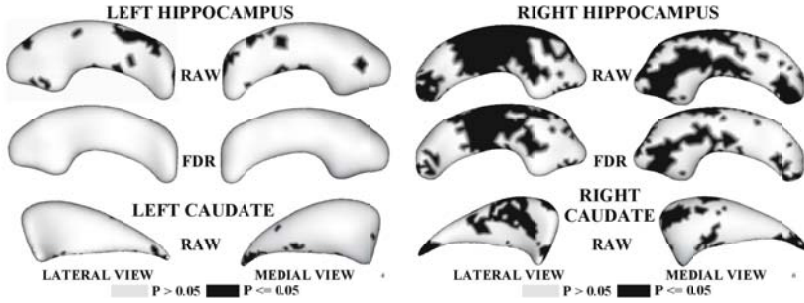 LEFT HIPPOCAMPUS
RAW
FDR
LEFT CAUDATE
RAW
LATERAL VIEW MEDIAL VIEW
P > 0.05 P <= 0.05
RIGHT HIPPOCAMPUS
RAW
FDR
RIGHT
CAUDATE
RAW
LATERAL VIEW MEDIAL VIEW
P > 0.05 P <= 0.05